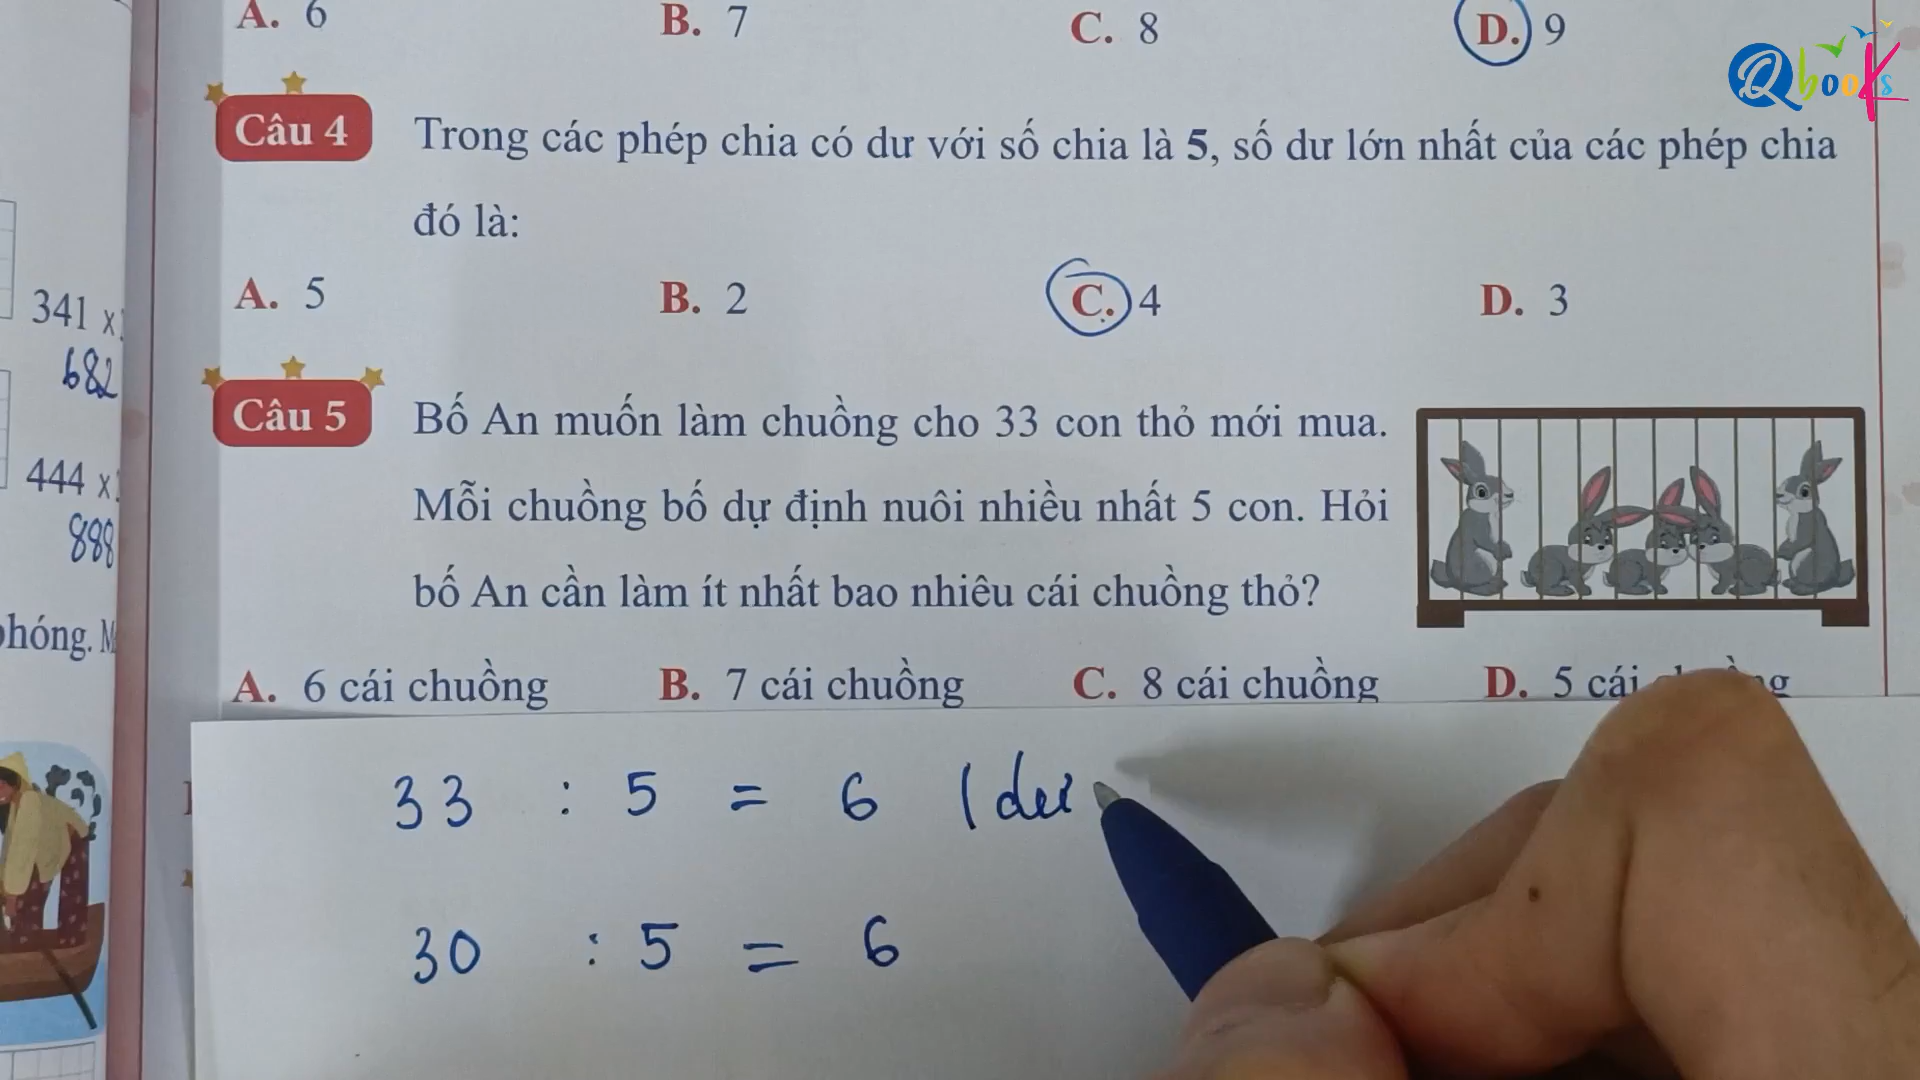 A. 6 B. 7 C. 8 D. 9
Qbooks
Câu 4 Trong các phép chia có dư với số chia là 5, số dư lớn nhất của các phép chia
đó là:
A. 5 B. 2 C. 4 D. 3
341 x
682
Câu 5 Bố An muốn làm chuồng cho 33 con thỏ mới mua.
444 x
Mỗi chuồng bố dự định nuôi nhiều nhất 5 con. Hỏi
888
bố An cần làm ít nhất bao nhiêu cái chuồng thỏ?
phóng.
A. 6 cái chuồng B. 7 cái chuồng C. 8 cái chuồng D. 5 cái
33 : 5 = 6 (dư
30 : 5 = 6